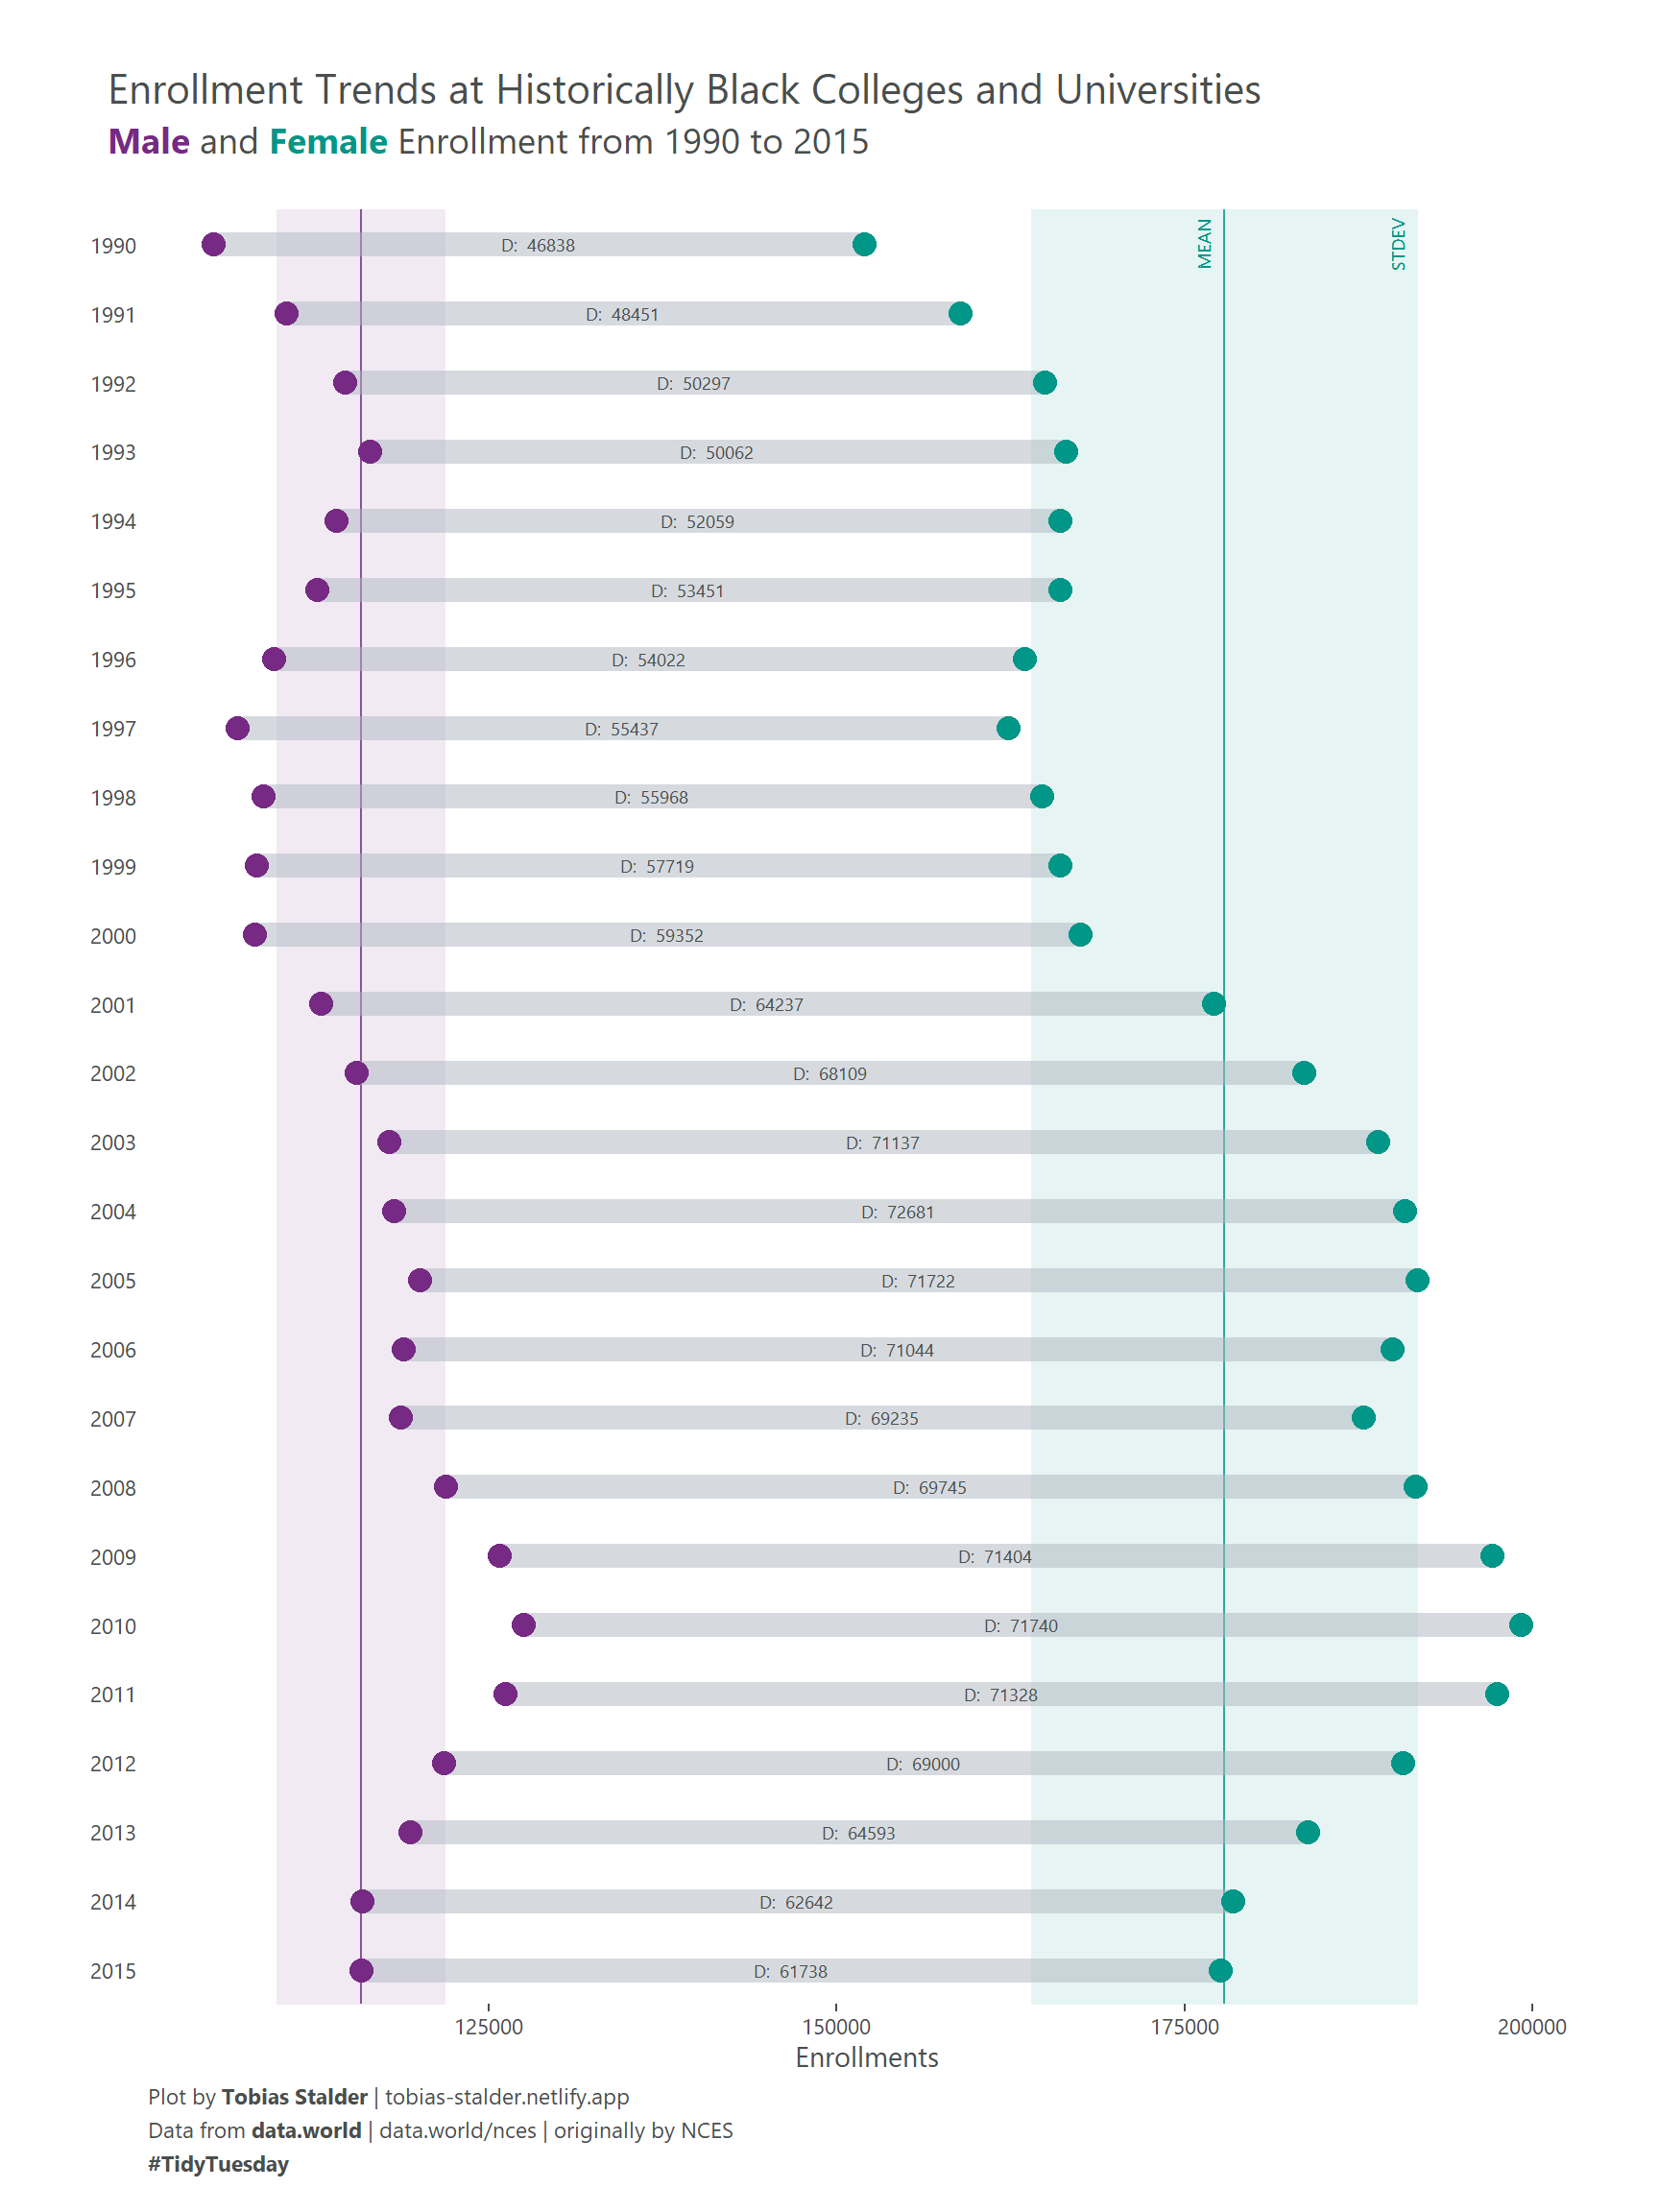 Enrollment Trends at Historically Black Colleges and Universities
Male and Female Enrollment from 1990 to 2015
MEAN
STDEV
1990 D: 46838
1991 D: 48451
1992 D: 50297
1993 D: 50062
1994 D: 52059
1995 D: 53451
1996 D: 54022
1997 D: 55437
1998 D: 55968
1999 D: 57719
2000 D: 59352
2001 D: 64237
2002 D: 68109
2003 D: 71137
2004 D: 72681
2005 D: 71722
2006 D: 71044
2007 D: 69235
2008 D: 69745
2009 D: 71404
2010 D: 71740
2011 D: 71328
2012 D: 69000
2013 D: 64593
2014 D: 62642
2015 D: 61738
125000 150000 175000 200000
Enrollments
Plot by Tobias Stalder | tobias-stalder.netlify.app
Data from data.world | data.world/nces | originally by NCES
#TidyTuesday